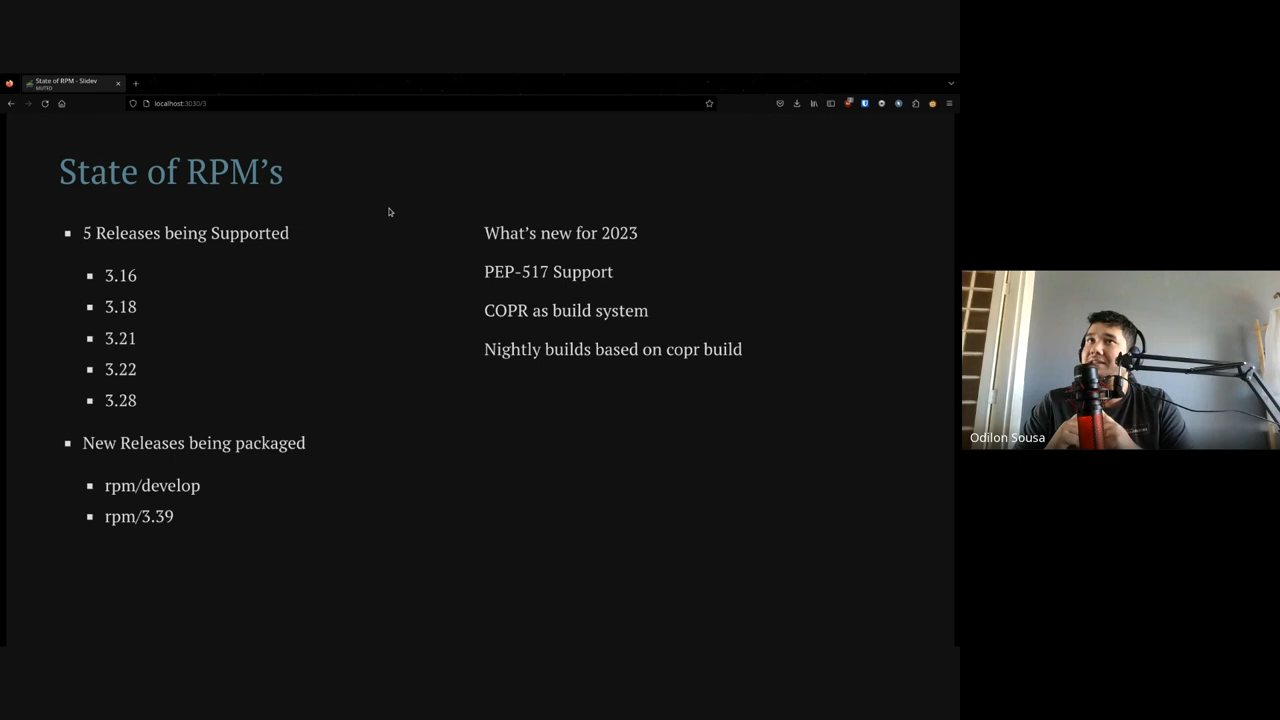 State of RPM - Slidev
MUTED
localhost:3030/3
State of RPM's
5 Releases being Supported
3.16
3.18
3.21
3.22
3.28
New Releases being packaged
rpm/develop
rpm/3.39
What's new for 2023
PEP-517 Support
COPR as build system
Nightly builds based on copr build
Odilon Sousa